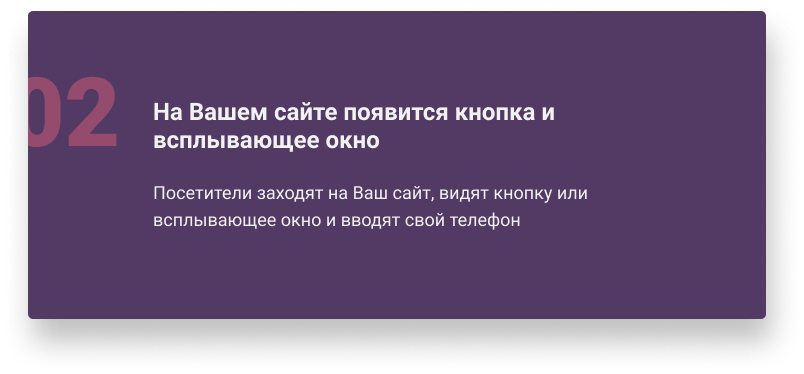 02
На Вашем сайте появится кнопка и
всплывающее окно
Посетители заходят на Ваш сайт, видят кнопку или
всплывающее окно и вводят свой телефон